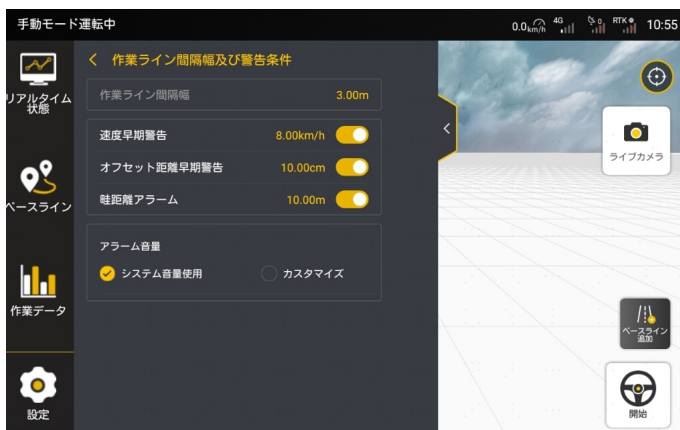 手動モード運転中
0.0km/h
4G
0
RTK
10:55
リアルタイム
状態
ベースライン
作業データ
設定
作業ライン間隔幅及び警告条件
作業ライン間隔幅 3.00m
速度早期警告 8.00km/h
オフセット距離早期警告 10.00cm
畦距離アラーム 10.00m
アラーム音量
システム音量使用 カスタマイズ
ライブカメラ
ベースライン
追加
開始